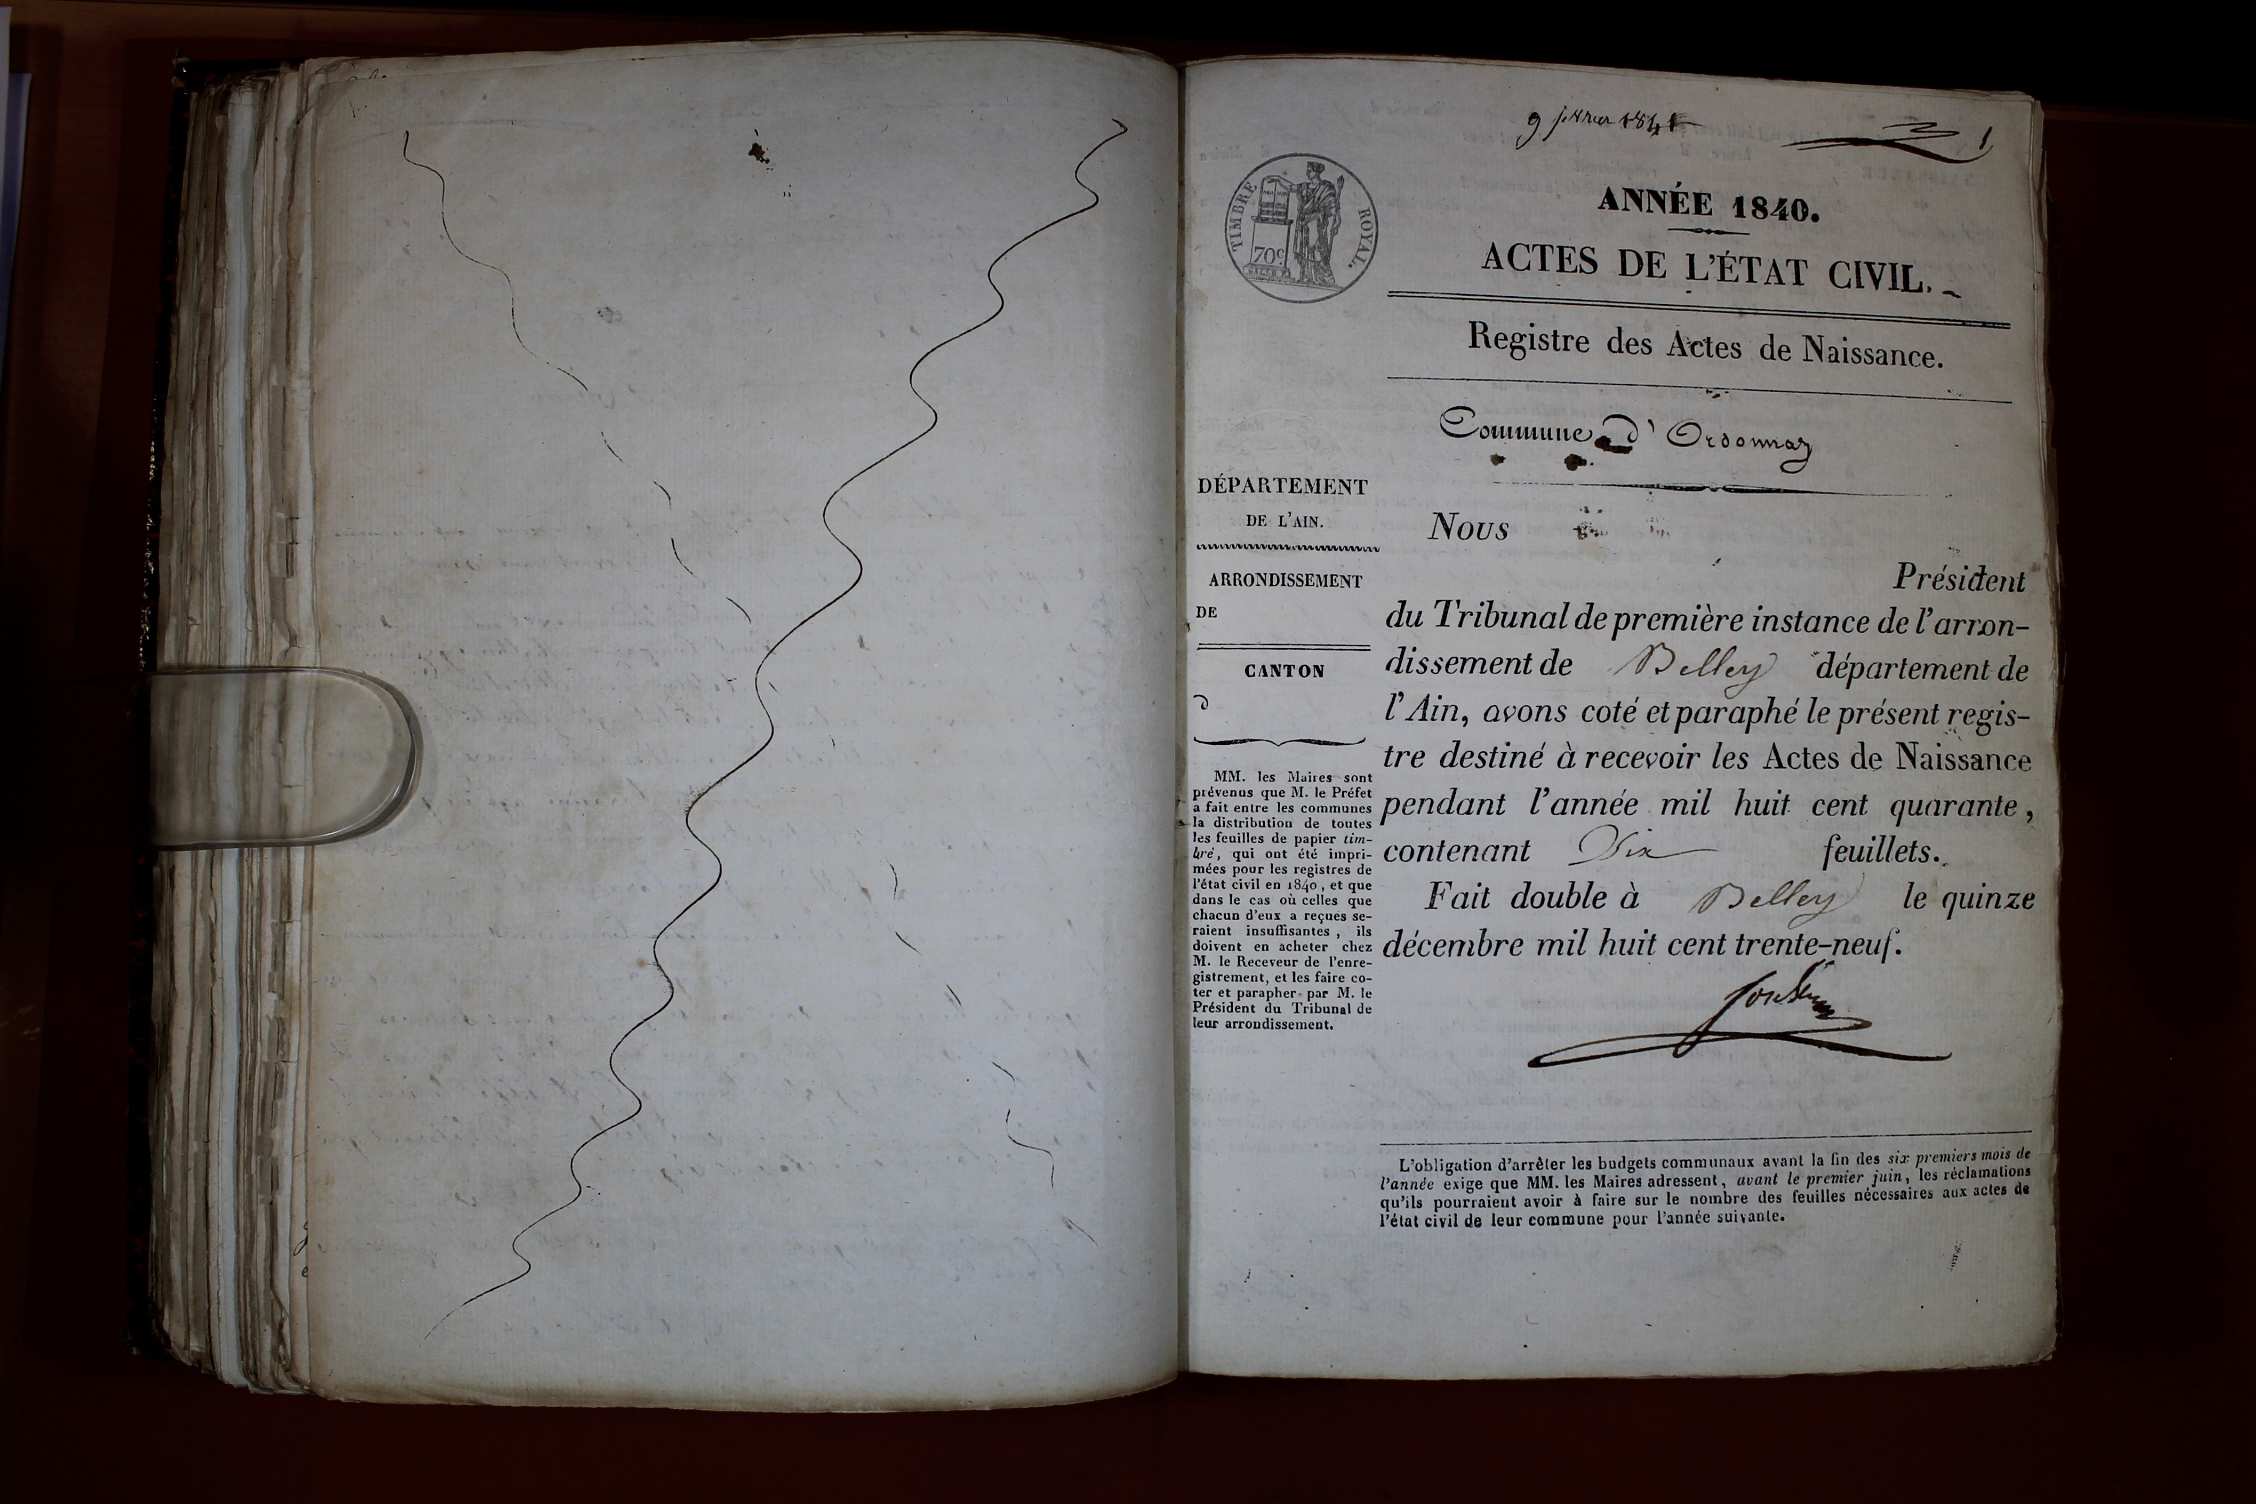 9 février 1841
1
TIMBRE ROYAL.
70c
ANNÉE 1840.
ACTES DE L'ÉTAT CIVIL.
Registre des Actes de Naissance.
Commune d'Ordonnaz
DÉPARTEMENT
DE L'AIN.
ARRONDISSEMENT
DE
CANTON
d
MM. les Maires sont
prévenus que M. le Préfet
a fait entre les communes
la distribution de toutes
les feuilles de papier tim-
bré, qui ont été impri-
mées pour les registres de
l'état civil en 1840, et que
dans le cas où celles que
chacun d'eux a reçues se-
raient insuffisantes, ils
doivent en acheter chez
M. le Receveur de l'enre-
gistrement, et les faire co-
ter et parapher par M. le
Président du Tribunal de
leur arrondissement.
Nous
Président
du Tribunal de première instance de l'arron-
dissement de Belley département de
l'Ain, avons coté et paraphé le présent regis-
tre destiné à recevoir les Actes de Naissance
pendant l'année mil huit cent quarante,
contenant feuillets.
Fait double à Belley le quinze
décembre mil huit cent trente-neuf.
L'obligation d'arrêter les budgets communaux avant la fin des six premiers mois de
l'année exige que MM. les Maires adressent, avant le premier juin, les réclamations
qu'ils pourraient avoir à faire sur le nombre des feuilles nécessaires aux actes de
l'état civil de leur commune pour l'année suivante.